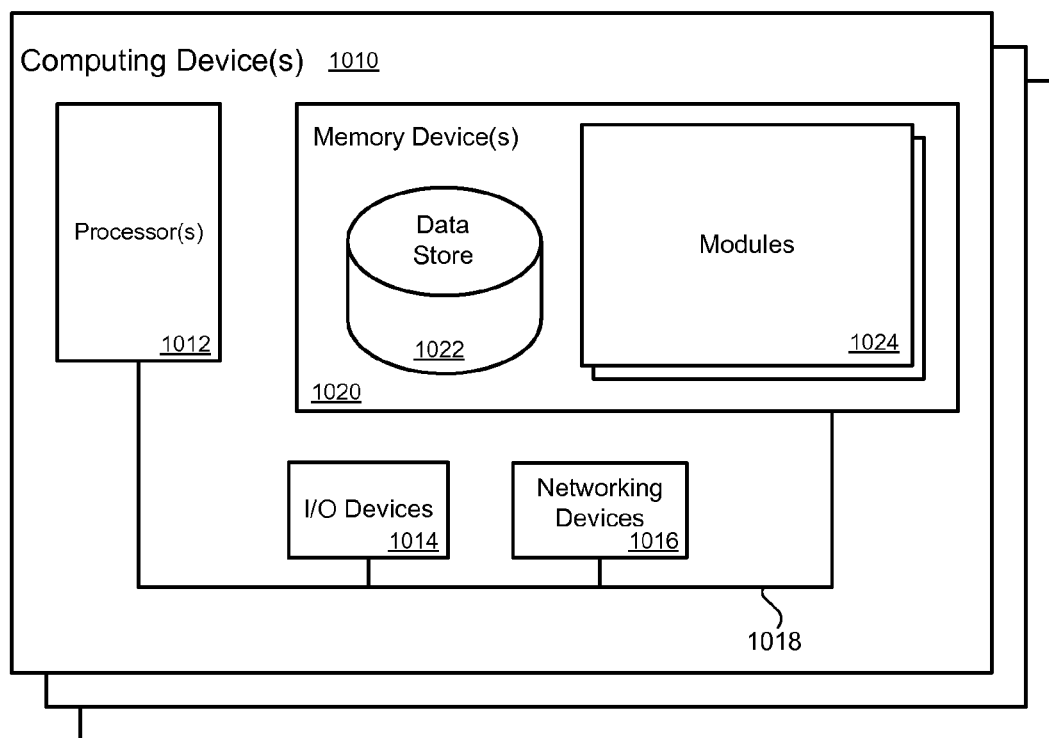 Computing Device(s) 1010
Memory Device(s)
Processor(s)
Data
Store
Modules
1012
1022
1024
1020
I/O Devices
1014
Networking
Devices
1016
1018